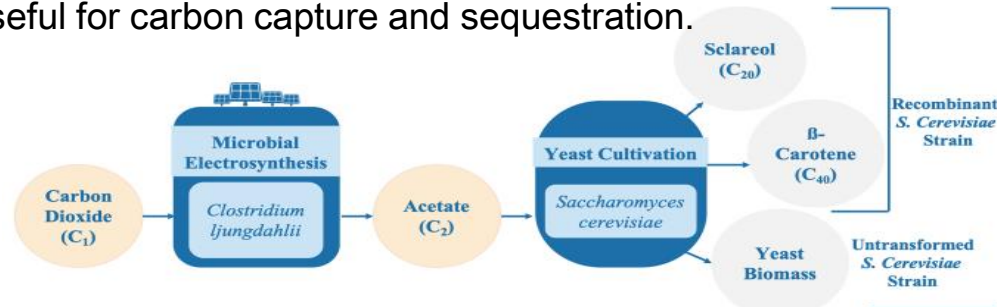 seful for carbon capture and sequestration.
Sclareol
(C₂₀)
Recombinant
S. Cerevisiae
Strain
Microbial
Electrosynthesis
Yeast Cultivation
ß-
Carotene
(C₄₀)
Carbon
Dioxide
(C₁)
Clostridium
ljungdahlii
Acetate
(C₂)
Saccharomyces
cerevisiae
Yeast
Biomass
Untransformed
S. Cerevisiae
Strain